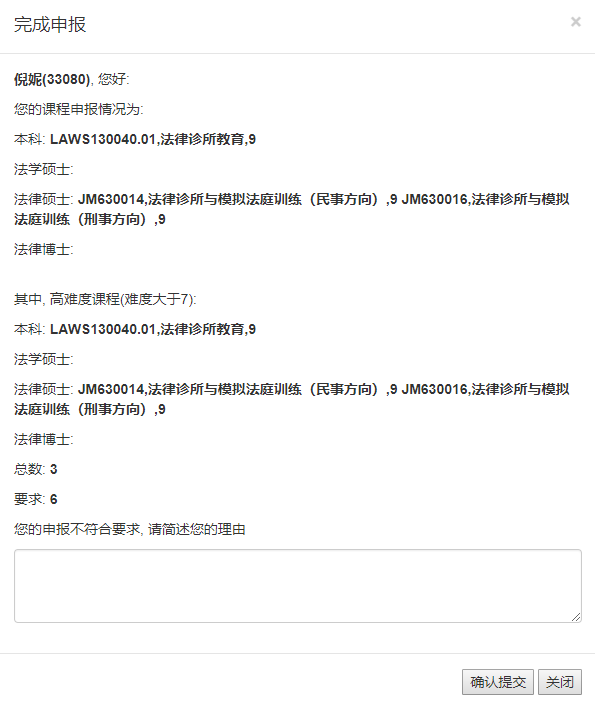 完成申报
×
倪妮(33080), 您好:
您的课程申报情况为:
本科: LAWS130040.01,法律诊所教育,9
法学硕士:
法律硕士: JM630014,法律诊所与模拟法庭训练（民事方向）,9 JM630016,法律诊所与模拟
法庭训练（刑事方向）,9
法律博士:
其中, 高难度课程(难度大于7):
本科: LAWS130040.01,法律诊所教育,9
法学硕士:
法律硕士: JM630014,法律诊所与模拟法庭训练（民事方向）,9 JM630016,法律诊所与模拟
法庭训练（刑事方向）,9
法律博士:
总数: 3
要求: 6
您的申报不符合要求, 请简述您的理由
确认提交 关闭